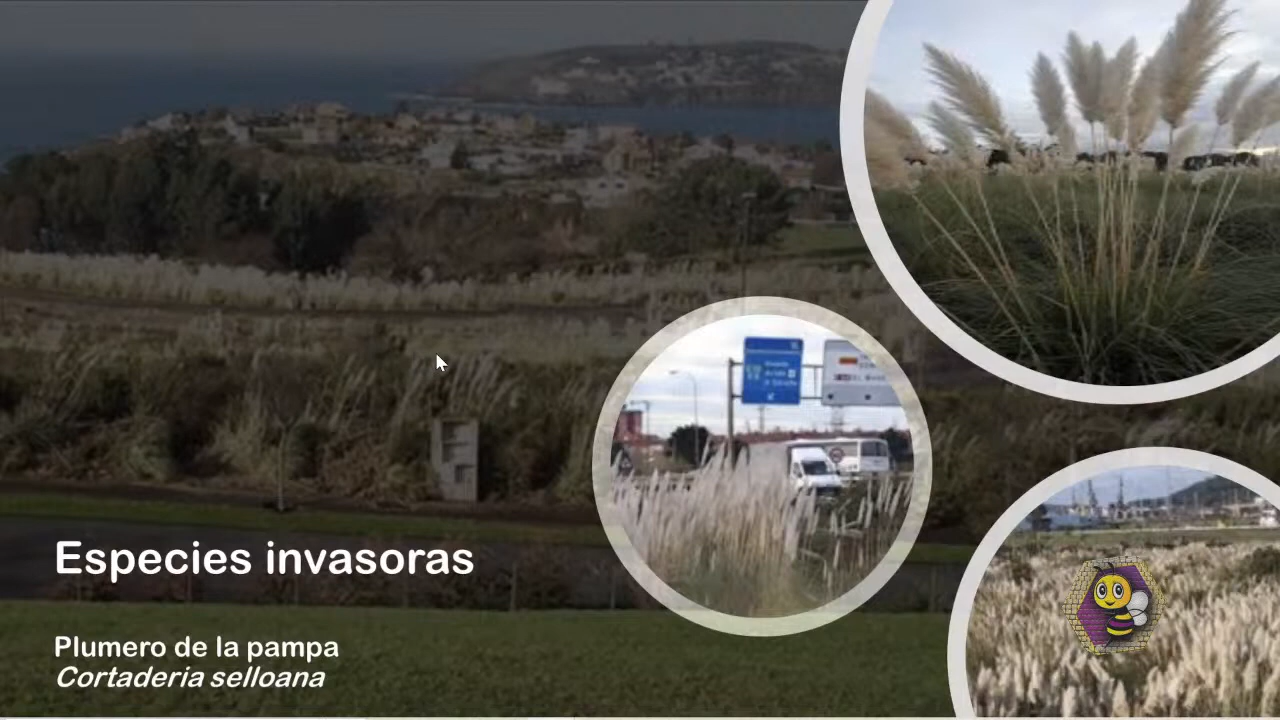 Especies invasoras
Plumero de la pampa
Cortaderia selloana